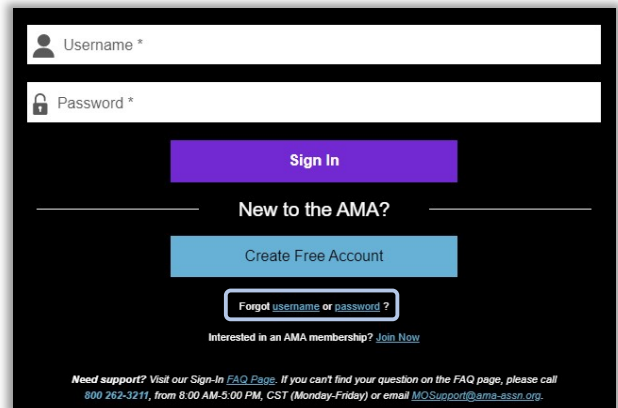 Username *
Password *
Sign In
New to the AMA?
Create Free Account
Forgot username or password ?
Interested in an AMA membership? Join Now
Need support? Visit our Sign-In FAQ Page. If you can't find your question on the FAQ page, please call
800 262-3211, from 8:00 AM-5:00 PM, CST (Monday-Friday) or email MOSupport@ama-assn.org.